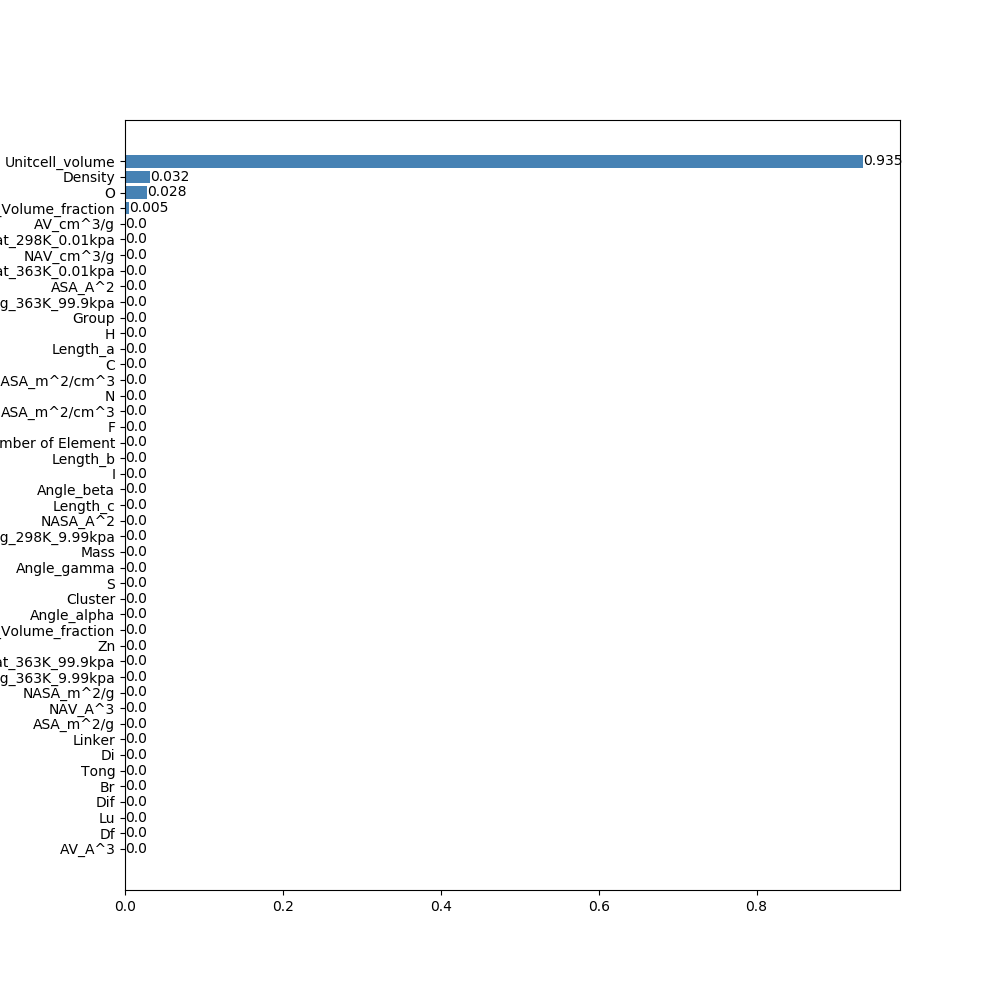 Unitcell_volume 0.935
Density 0.032
O 0.028
_Volume_fraction 0.005
AV_cm^3/g 0.0
at_298K_0.01kpa 0.0
NAV_cm^3/g 0.0
at_363K_0.01kpa 0.0
ASA_A^2 0.0
g_363K_99.9kpa 0.0
Group 0.0
H 0.0
Length_a 0.0
C 0.0
ASA_m^2/cm^3 0.0
N 0.0
ASA_m^2/cm^3 0.0
F 0.0
mber of Element 0.0
Length_b 0.0
I 0.0
Angle_beta 0.0
Length_c 0.0
NASA_A^2 0.0
g_298K_9.99kpa 0.0
Mass 0.0
Angle_gamma 0.0
S 0.0
Cluster 0.0
Angle_alpha 0.0
_Volume_fraction 0.0
Zn 0.0
at_363K_99.9kpa 0.0
g_363K_9.99kpa 0.0
NASA_m^2/g 0.0
NAV_A^3 0.0
ASA_m^2/g 0.0
Linker 0.0
Di 0.0
Tong 0.0
Br 0.0
Dif 0.0
Lu 0.0
Df 0.0
AV_A^3 0.0
0.0 0.2 0.4 0.6 0.8